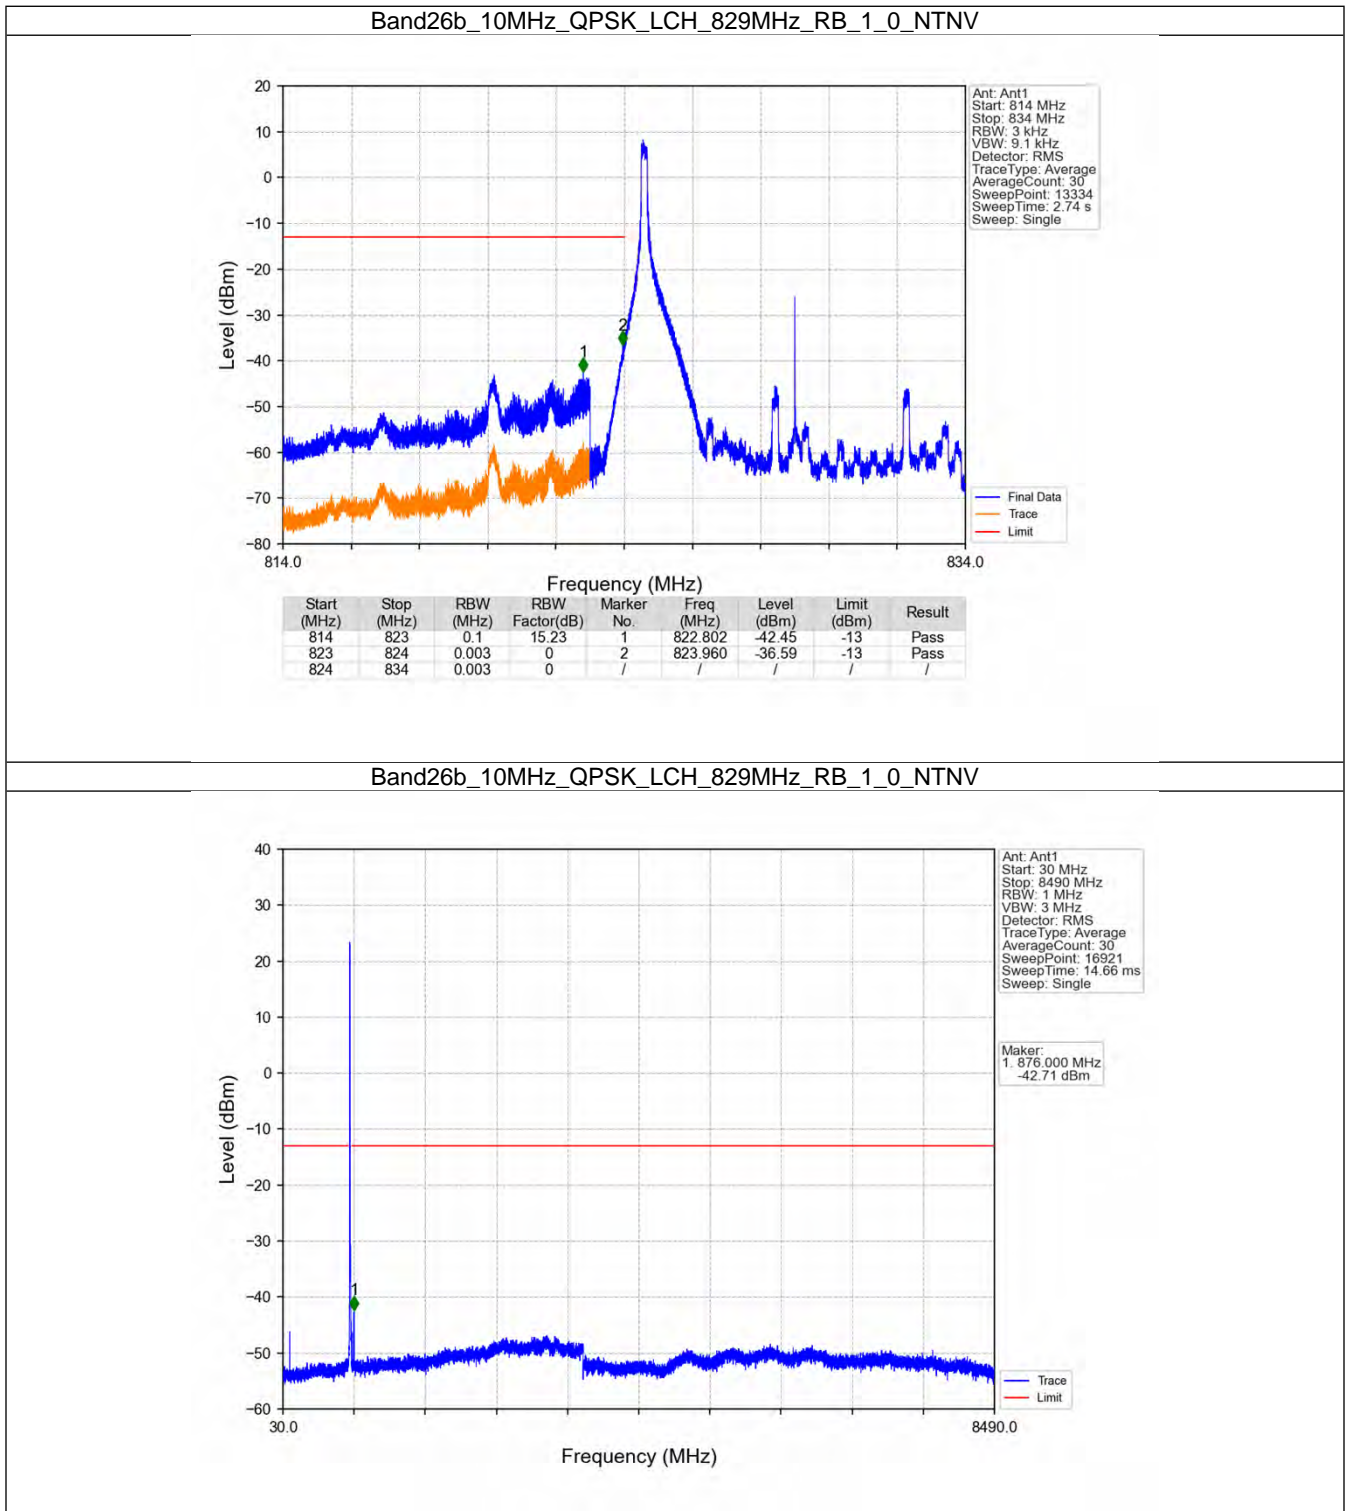 Band26b_10MHz_QPSK_LCH_829MHz_RB_1_0_NTNV
20
10
0
−10
−20
−30
−40
−50
−60
−70
−80
Level (dBm)
1
2
814.0
834.0
Frequency (MHz)
Ant: Ant1
Start: 814 MHz
Stop: 834 MHz
RBW: 3 kHz
VBW: 9.1 kHz
Detector: RMS
TraceType: Average
AverageCount: 30
SweepPoint: 13334
SweepTime: 2.74 s
Sweep: Single
Final Data
Trace
Limit
Start (MHz) Stop (MHz) RBW (MHz) RBW Factor(dB) Marker No. Freq (MHz) Level (dBm) Limit (dBm) Result
814 823 0.1 15.23 1 822.802 -42.45 -13 Pass
823 824 0.003 0 2 823.960 -36.59 -13 Pass
824 834 0.003 0 / / / / /
Band26b_10MHz_QPSK_LCH_829MHz_RB_1_0_NTNV
40
30
20
10
0
−10
−20
−30
−40
−50
−60
Level (dBm)
1
30.0
8490.0
Frequency (MHz)
Ant: Ant1
Start: 30 MHz
Stop: 8490 MHz
RBW: 1 MHz
VBW: 3 MHz
Detector: RMS
TraceType: Average
AverageCount: 30
SweepPoint: 16921
SweepTime: 14.66 ms
Sweep: Single
Maker:
1. 876.000 MHz
-42.71 dBm
Trace
Limit